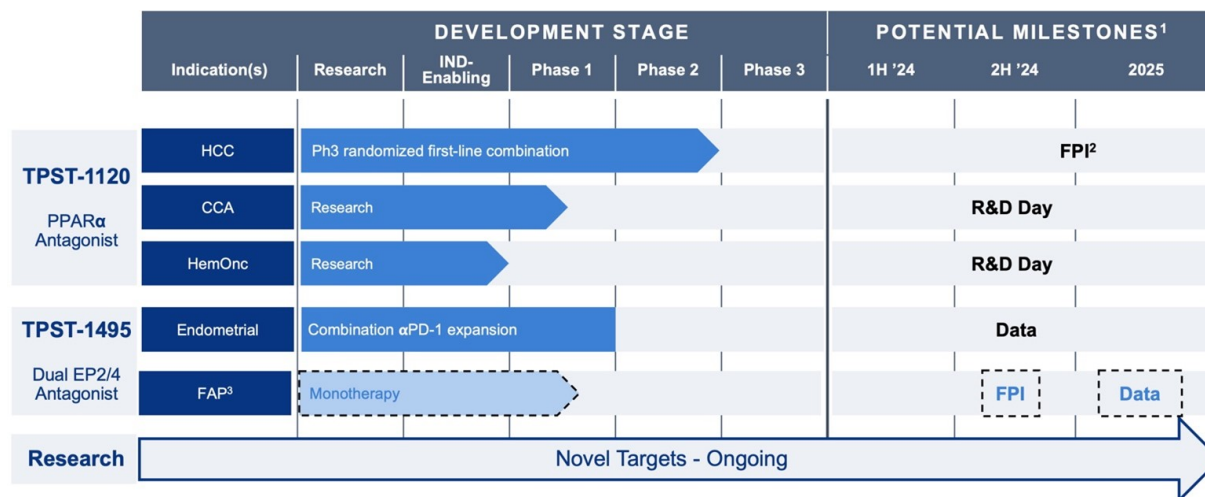 DEVELOPMENT STAGE
POTENTIAL MILESTONES¹
Indication(s)
Research
IND-
Enabling
Phase 1
Phase 2
Phase 3
1H '24
2H '24
2025
TPST-1120
PPARα
Antagonist
HCC
Ph3 randomized first-line combination
FPI²
CCA
Research
R&D Day
HemOnc
Research
R&D Day
TPST-1495
Dual EP2/4
Antagonist
Endometrial
Combination αPD-1 expansion
Data
FAP³
Monotherapy
FPI
Data
Research
Novel Targets - Ongoing